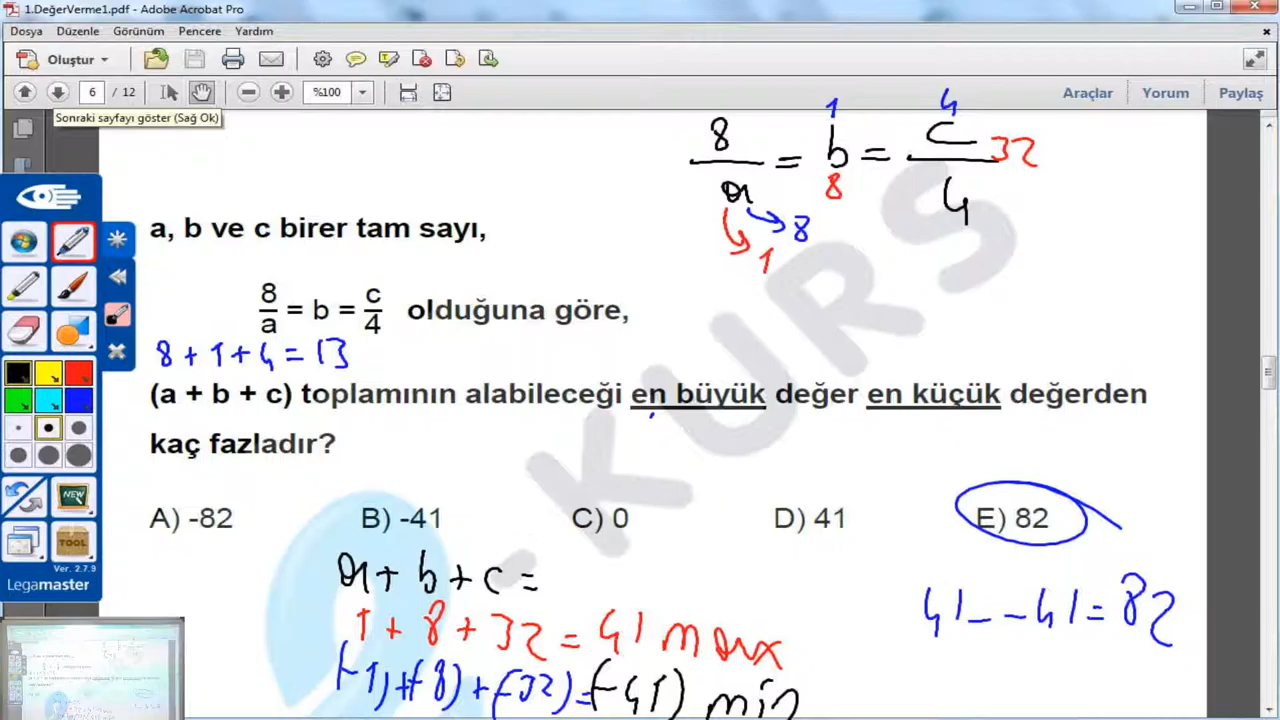 1.DeğerVerme1.pdf - Adobe Acrobat Pro
Dosya Düzenle Görünüm Pencere Yardım
Oluştur
6 / 12 %100 Araçlar Yorum Paylaş
Sonraki sayfayı göster (Sağ Ok)
8/a = b = c/4
1 4
8 32
8
1
a, b ve c birer tam sayı,
8/a = b = c/4 olduğuna göre,
8 + 1 + 4 = 13
(a + b + c) toplamının alabileceği en büyük değer en küçük değerden
kaç fazladır?
A) -82 B) -41 C) 0 D) 41 E) 82
a + b + c =
1 + 8 + 32 = 41 max
(-1)+(-8)+(-32)=(-41) min
41 - -41 = 82
-KURS
NEW
TOOL
Ver. 2.7.9
Legamaster